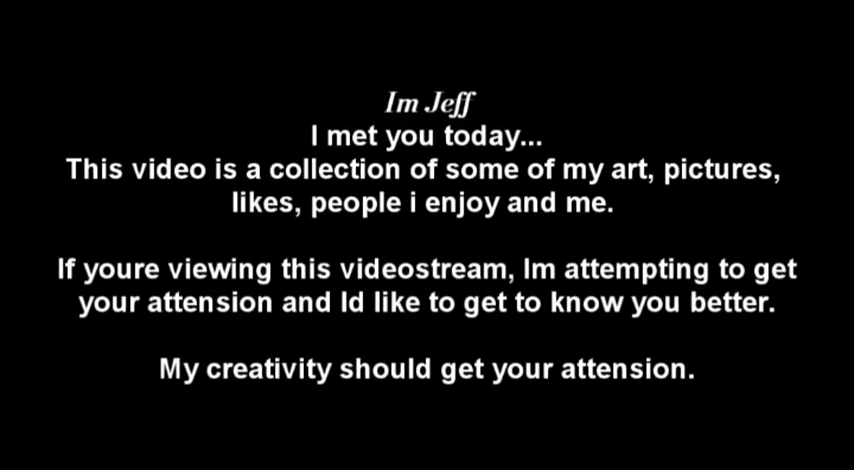 Im Jeff
I met you today...
This video is a collection of some of my art, pictures,
likes, people i enjoy and me.
If youre viewing this videostream, Im attempting to get
your attension and Id like to get to know you better.
My creativity should get your attension.